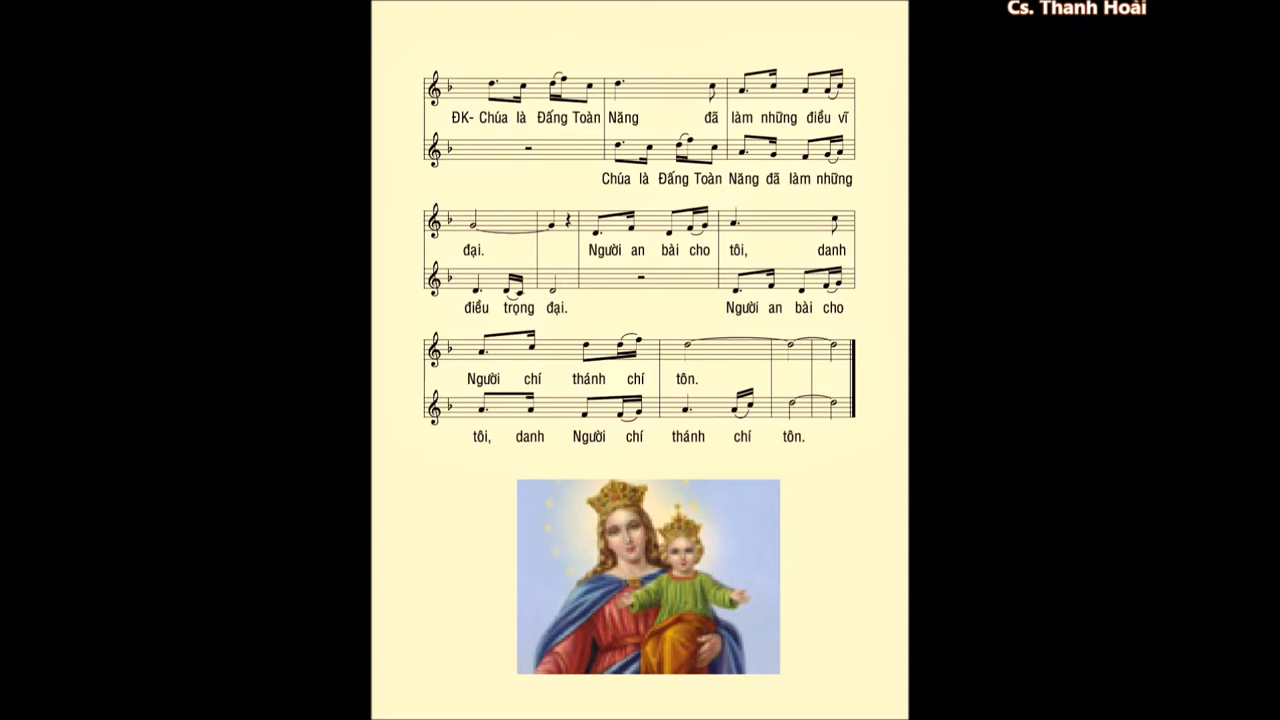 Cs. Thanh Hoài
ĐK- Chúa là Đấng Toàn Năng đã làm những điều vĩ
Chúa là Đấng Toàn Năng đã làm những
đại. Người an bài cho tôi, danh
điều trọng đại. Người an bài cho
Người chí thánh chí tôn.
tôi, danh Người chí thánh chí tôn.